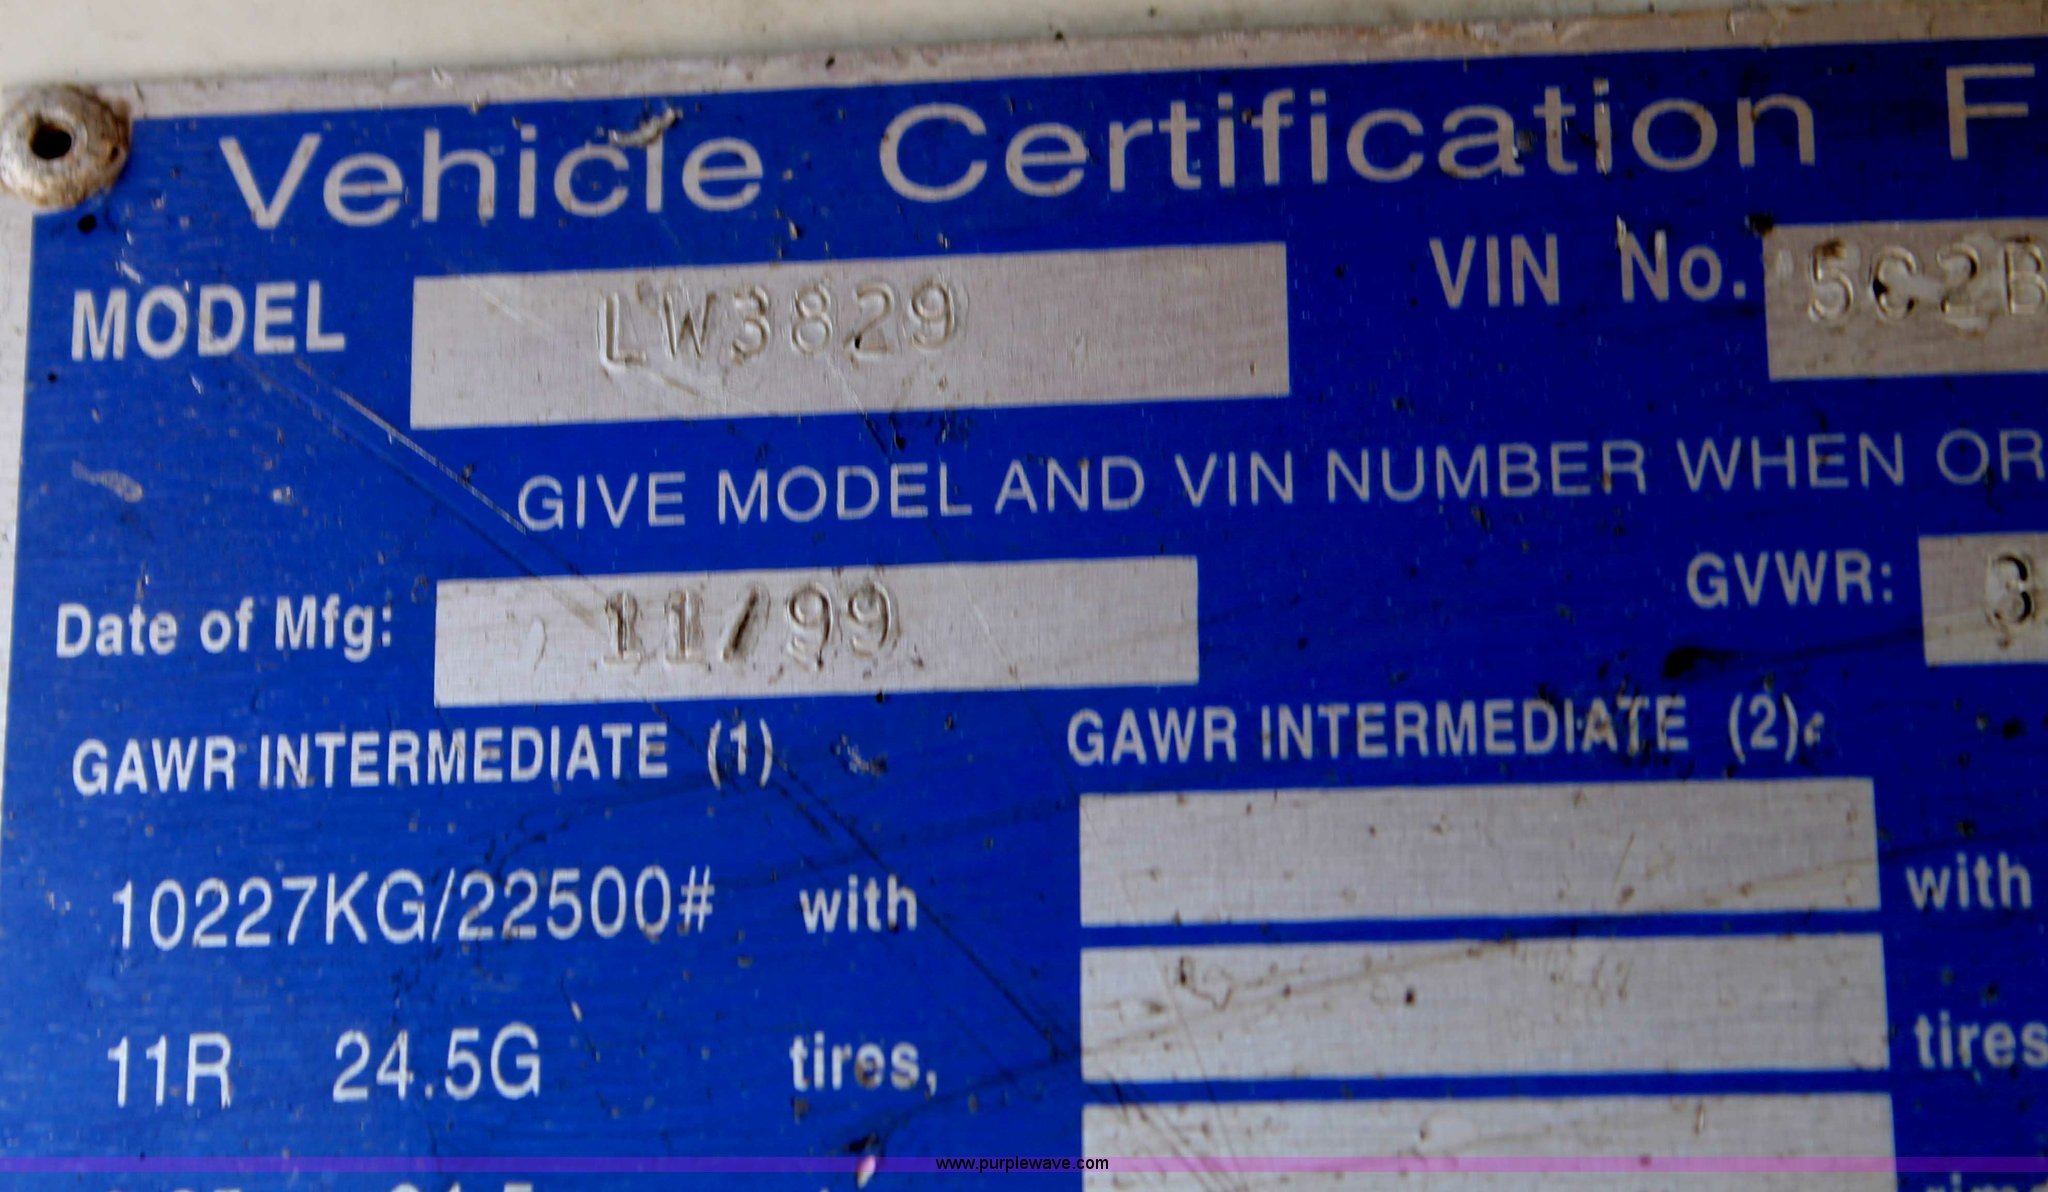 Vehicle Certification F
MODEL LW3829 VIN No. 5C2B
GIVE MODEL AND VIN NUMBER WHEN OR
Date of Mfg: 11/99 GVWR: 3
GAWR INTERMEDIATE (1) GAWR INTERMEDIATE (2)
10227KG/22500# with with
11R 24.5G tires, tires
www.purplewave.com